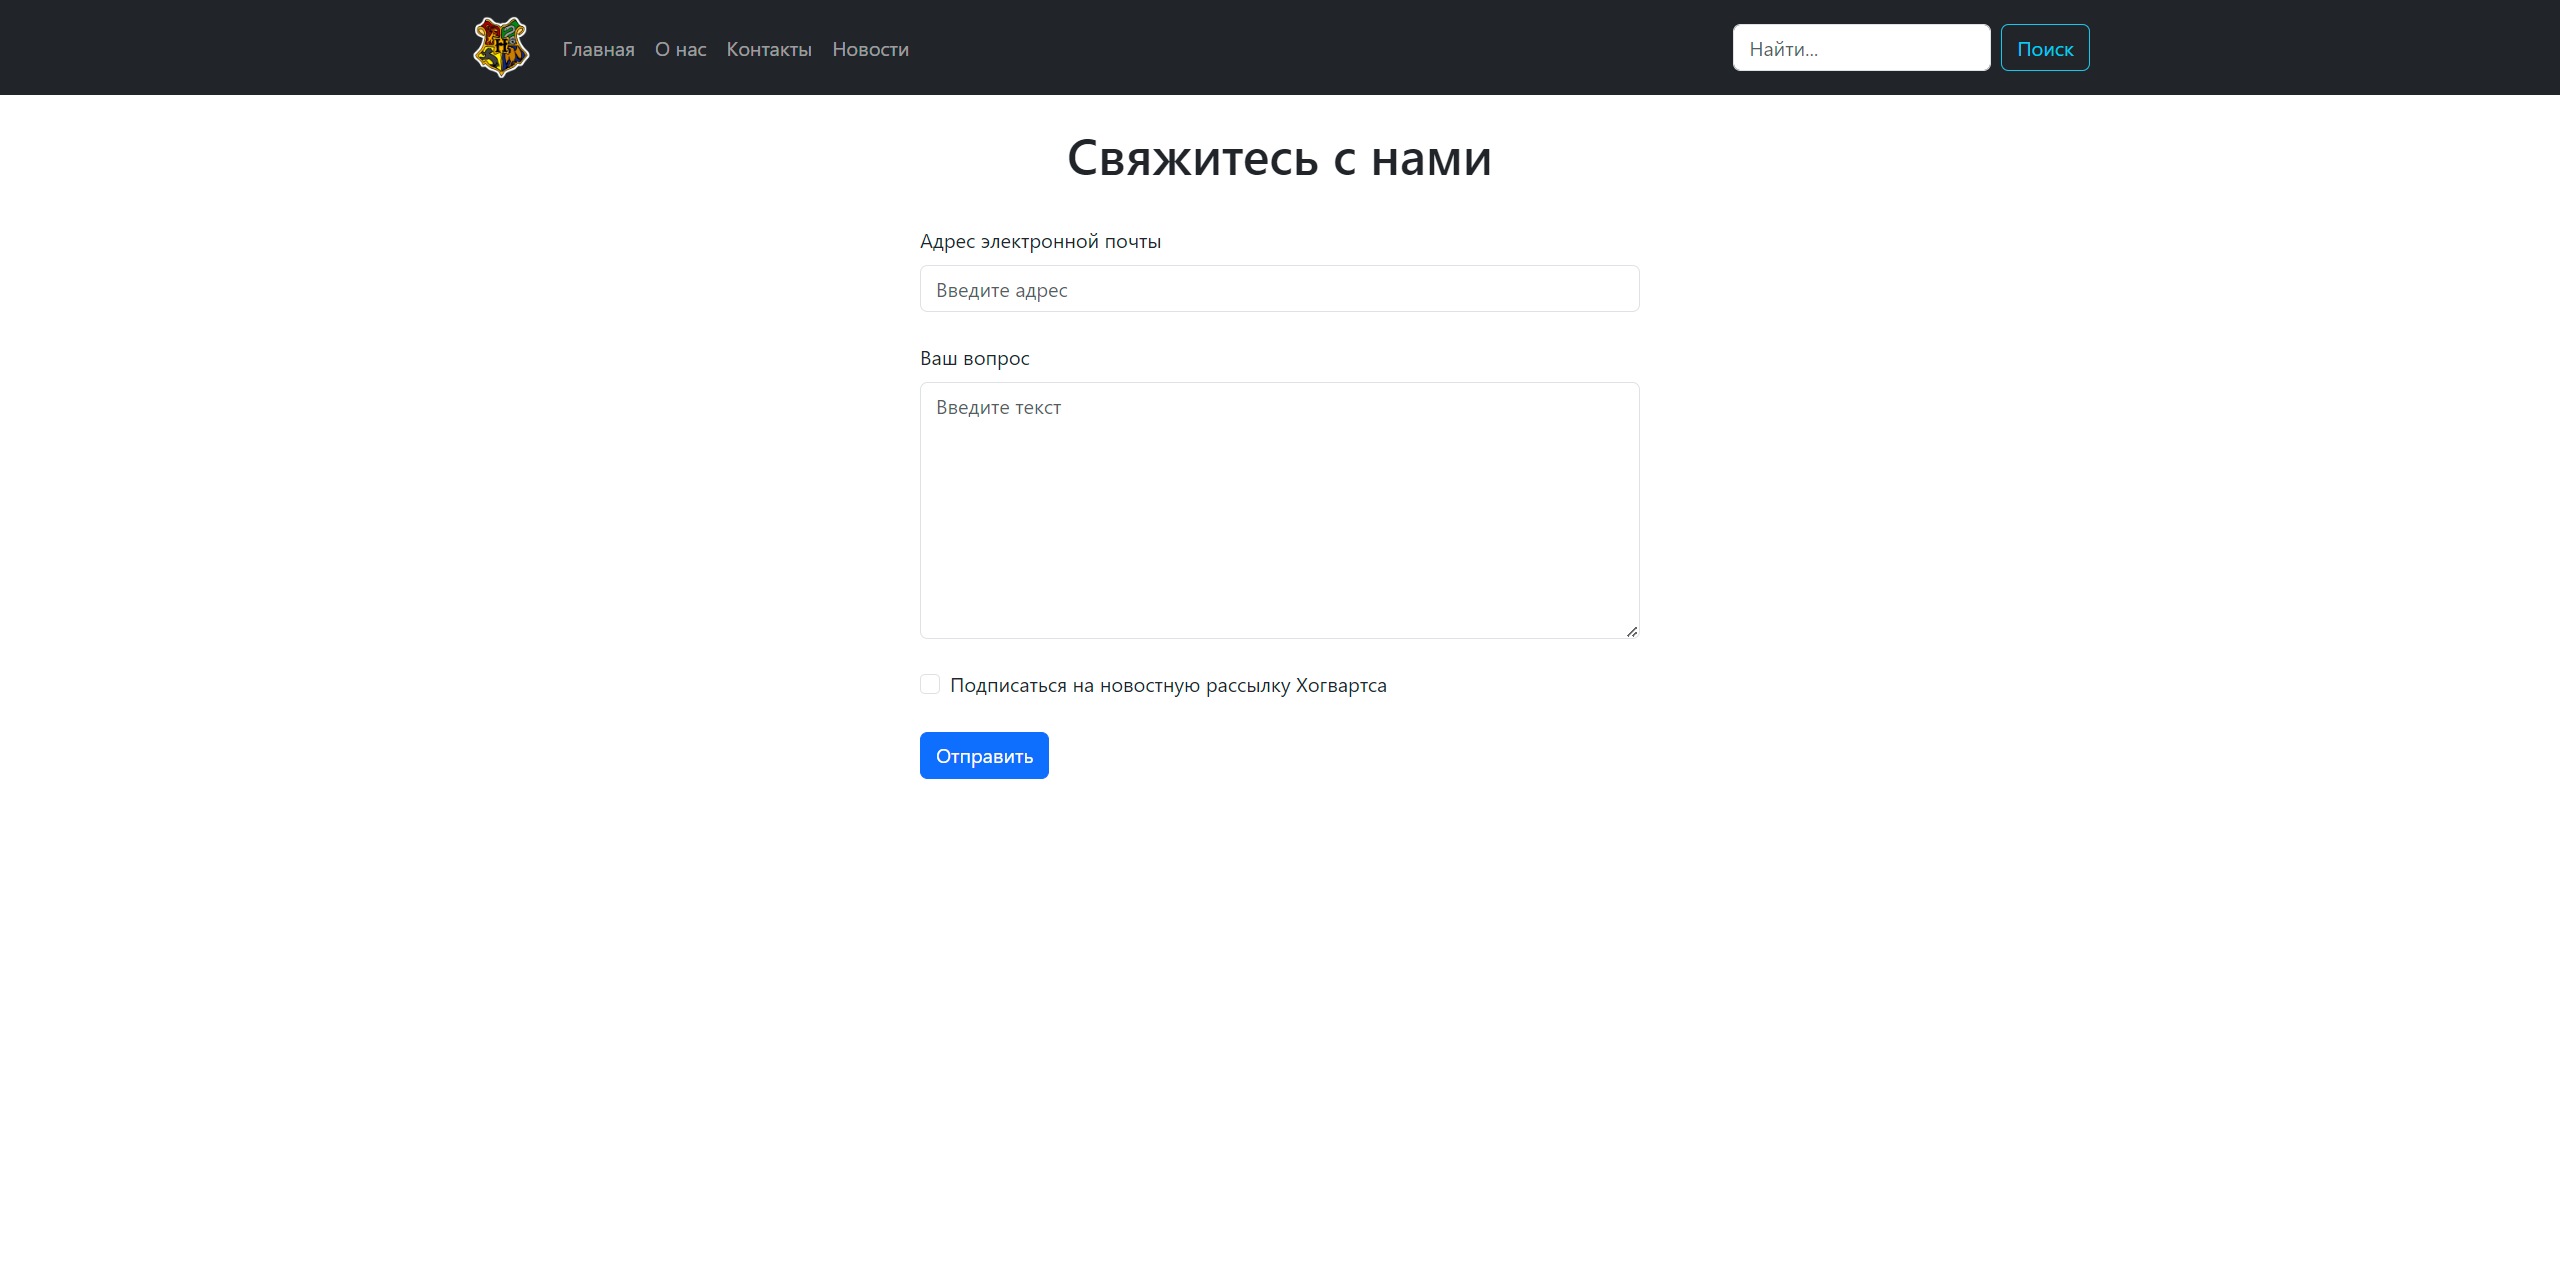 Главная О нас Контакты Новости Найти... Поиск
Свяжитесь с нами
Адрес электронной почты
Введите адрес
Ваш вопрос
Введите текст
Подписаться на новостную рассылку Хогвартса
Отправить